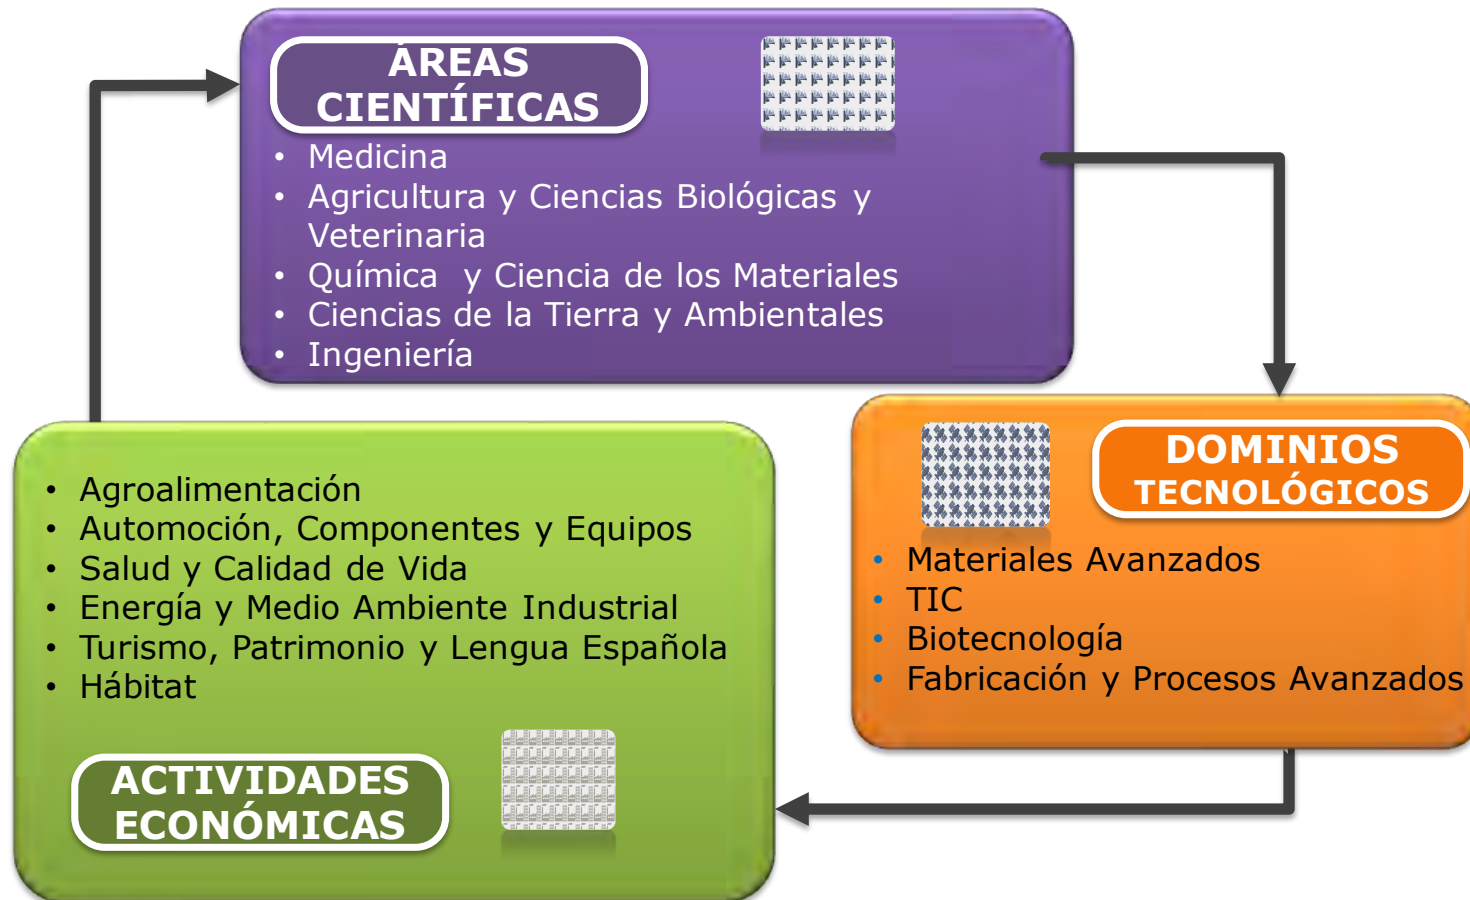 ÁREAS
CIENTÍFICAS
• Medicina
• Agricultura y Ciencias Biológicas y
Veterinaria
• Química y Ciencia de los Materiales
• Ciencias de la Tierra y Ambientales
• Ingeniería
DOMINIOS
TECNOLÓGICOS
• Materiales Avanzados
• TIC
• Biotecnología
• Fabricación y Procesos Avanzados
• Agroalimentación
• Automoción, Componentes y Equipos
• Salud y Calidad de Vida
• Energía y Medio Ambiente Industrial
• Turismo, Patrimonio y Lengua Española
• Hábitat
ACTIVIDADES
ECONÓMICAS